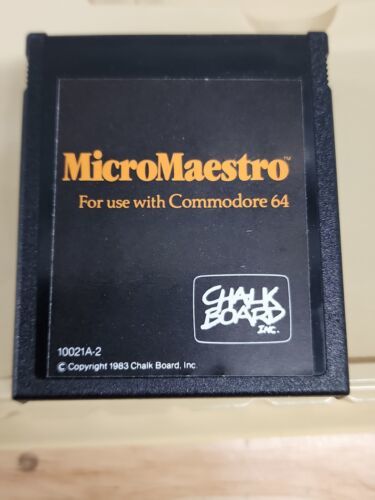 MicroMaestro™
For use with Commodore 64
CHALK
BOARD
INC.
10021A-2
© Copyright 1983 Chalk Board, Inc.